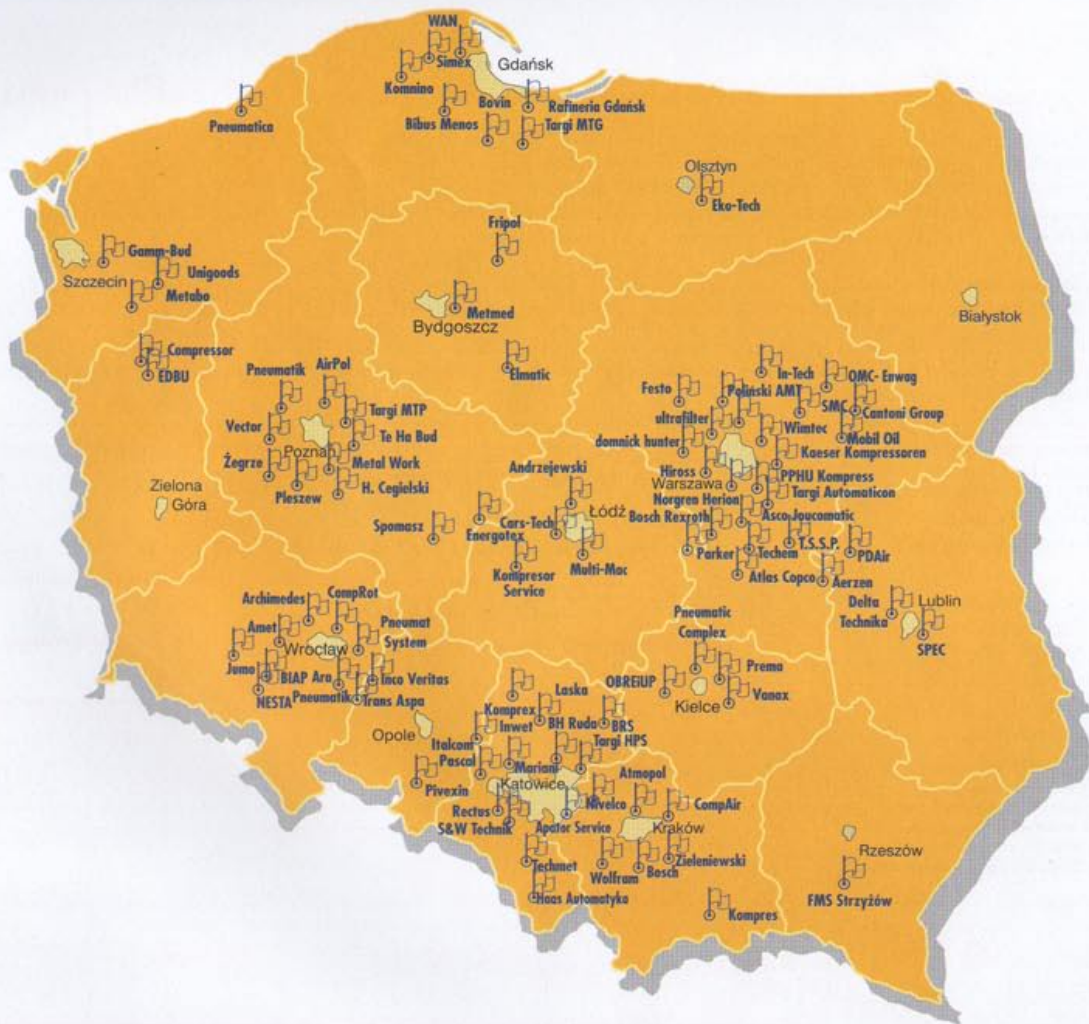 WAN
Simex
Gdańsk
Komnino
Bovin
Rafineria Gdańsk
Pneumatica
Bibus Menos
Targi MTG
Olsztyn
Eko-Tech
Fripol
Gamm-Bud
Szczecin
Unigoods
Metabo
Białystok
Metmed
Bydgoszcz
Compressor
EDBU
Elmatic
Pneumatik
AirPol
In-Tech
OMC- Enwag
Festo
Poliński AMT
SMC
Cantoni Group
Targi MTP
ultrafilter
Wimtec
Mobil Oil
Vector
Te Ha Bud
domnick hunter
Kaeser Kompressoren
Poznań
Żegrze
Metal Work
Andrzejewski
Hiross
PPHU Kompress
Warszawa
Zielona
Góra
Pleszew
H. Cegielski
Targi Automaticon
Norgren Herion
Łódź
Spomasz
Cars-Tech
Energotex
Bosch Rexroth
Asco Joucomatic
T.S.S.P.
PDAir
Parker
Techem
Multi-Mac
Kompresor
Service
Atlas Copco
Aerzen
Archimedes
CompRot
Delta
Technika
Lublin
Amet
Pneumat
System
Pneumatic
Complex
SPEC
Wrocław
Jumo
BIAP
Aro
Inco Veritas
Prema
NESTA
Pneumatik
Trans Aspa
Laska
OBREiUP
Kielce
Vanax
Komprex
BH Ruda
BRS
Opole
Inwet
Italcom
Targi HPS
Pascal
Mariani
Katowice
Atmopol
Pivexin
Nivelco
CompAir
Rectus
S&W Technik
Apator Service
Kraków
Rzeszów
Techmet
Wolfram
Bosch
Zieleniewski
Haas Automatyka
FMS Strzyżów
Kompres